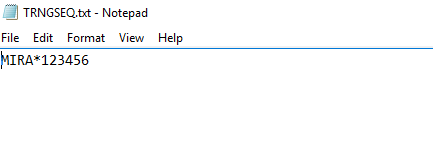 TRNGSEQ.txt - Notepad
File Edit Format View Help
MIRA*123456